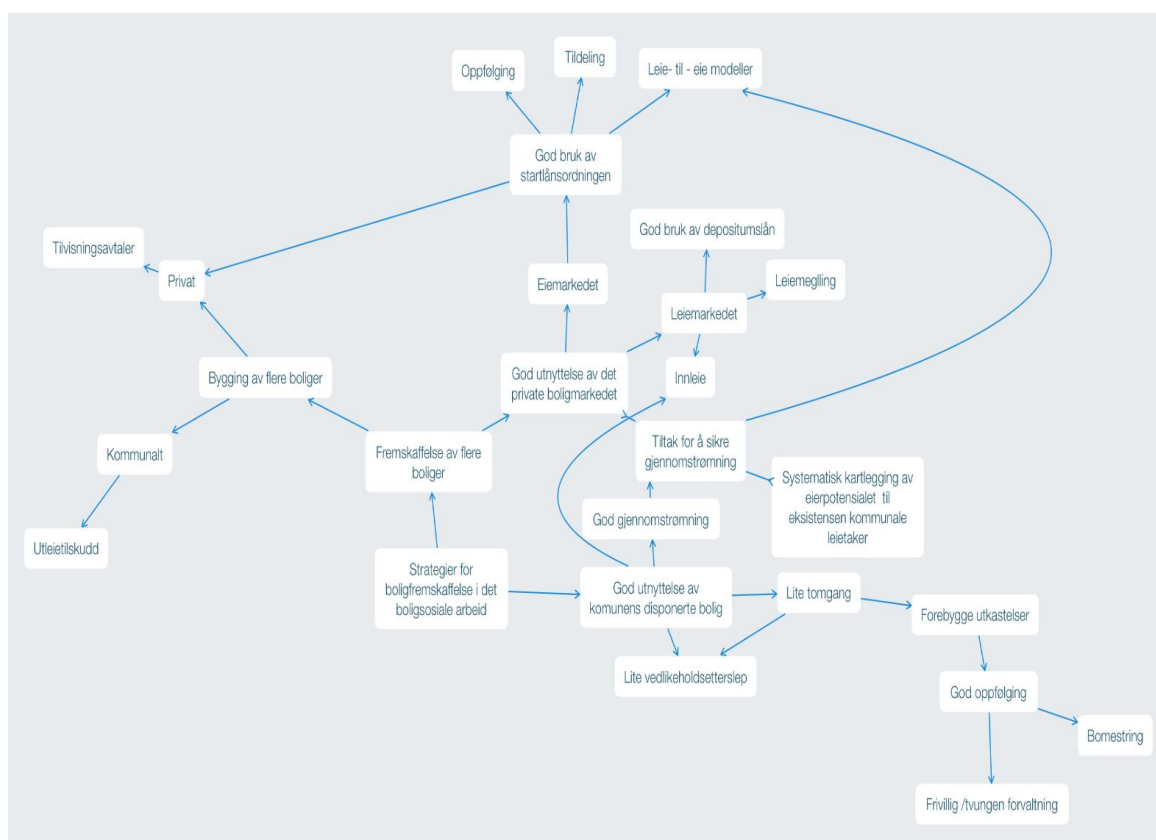 Tildeling
Oppfølging
Leie- til - eie modeller
God bruk av
startlånsordningen
God bruk av depositumslån
Tilvisningsavtaler
Privat
Eiemarkedet
Leiemeglling
Leiemarkedet
Bygging av flere boliger
God utnyttelse av det
private boligmarkedet
Innleie
Kommunalt
Fremskaffelse av flere
boliger
Tiltak for å sikre
gjennomstrømning
Systematisk kartlegging av
eierpotensialet til
eksistensen kommunale
leietaker
God gjennomstrømning
Utleietilskudd
Strategier for
boligfremskaffelse i det
boligsosiale arbeid
God utnyttelse av
komunens disponerte bolig
Lite tomgang
Forebygge utkastelser
Lite vedlikeholdsetterslep
God oppfølging
Bomestring
Frivillig /tvungen forvaltning